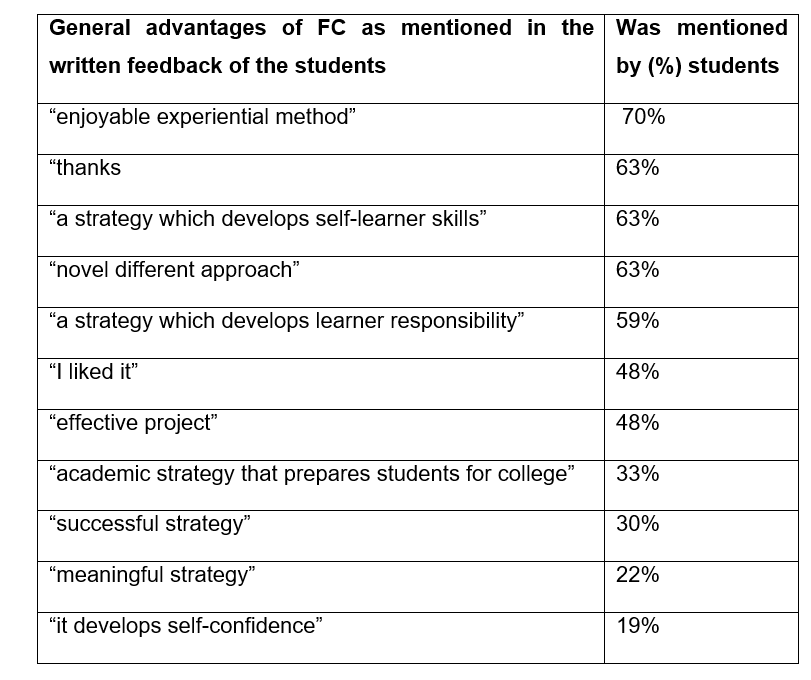 General advantages of FC as mentioned in the
written feedback of the students
Was mentioned
by (%) students
“enjoyable experiential method” 70%
“thanks 63%
“a strategy which develops self-learner skills” 63%
“novel different approach” 63%
“a strategy which develops learner responsibility” 59%
“I liked it” 48%
“effective project” 48%
“academic strategy that prepares students for college” 33%
“successful strategy” 30%
“meaningful strategy” 22%
“it develops self-confidence” 19%